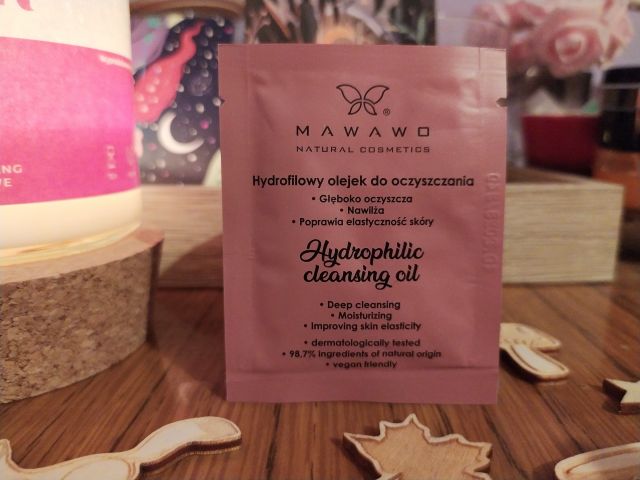 MAWAWO
NATURAL COSMETICS
Hydrofilowy olejek do oczyszczania
• Głęboko oczyszcza
• Nawilża
• Poprawia elastyczność skóry
Hydrophilic
cleansing oil
• Deep cleansing
• Moisturizing
• Improving skin elasticity
• dermatologically tested
• 98,7% ingredients of natural origin
• vegan friendly